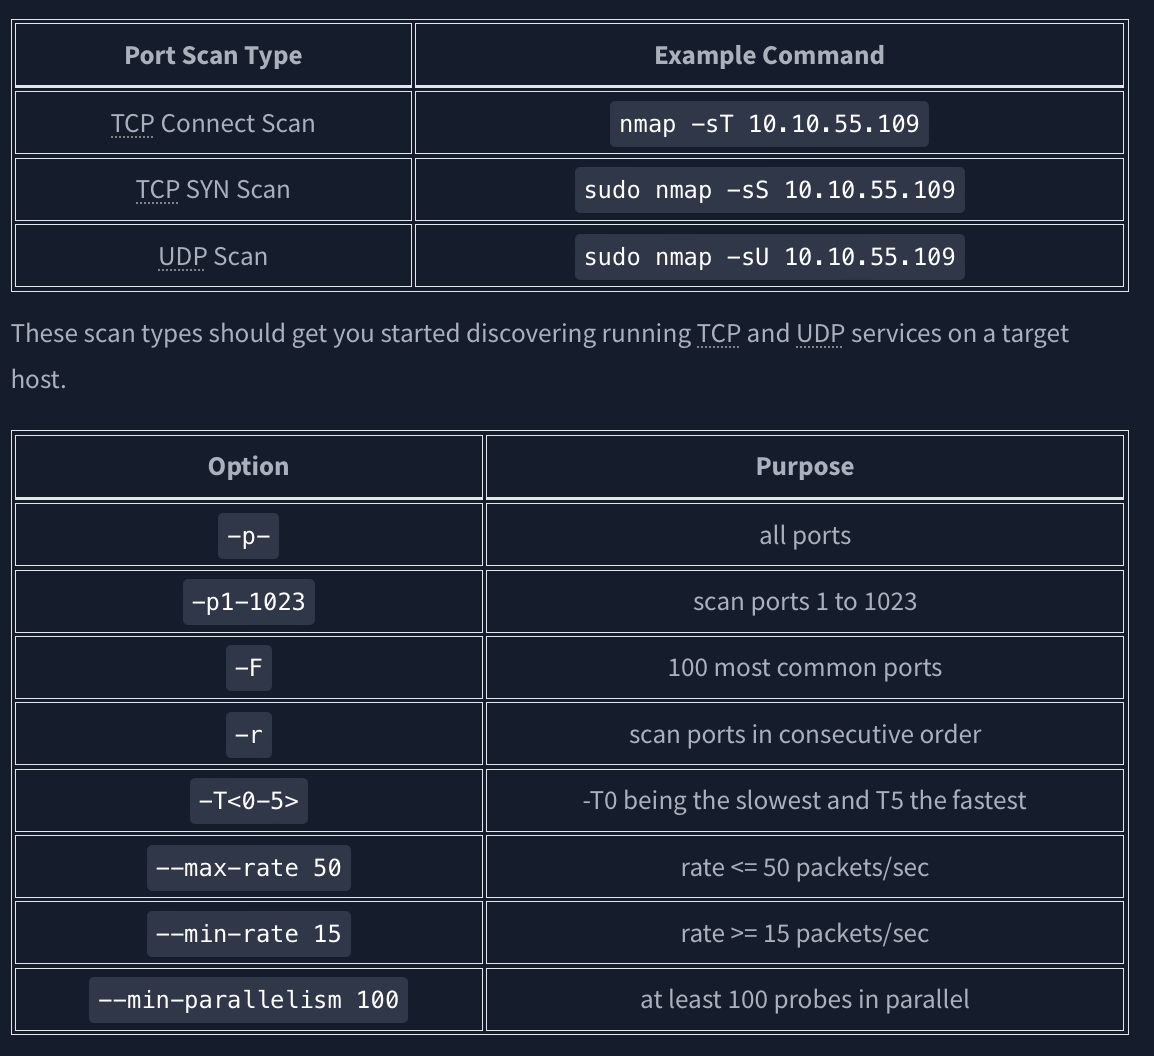 Port Scan Type Example Command
TCP Connect Scan nmap -sT 10.10.55.109
TCP SYN Scan sudo nmap -sS 10.10.55.109
UDP Scan sudo nmap -sU 10.10.55.109
These scan types should get you started discovering running TCP and UDP services on a target
host.
Option Purpose
-p- all ports
-p1-1023 scan ports 1 to 1023
-F 100 most common ports
-r scan ports in consecutive order
-T<0-5> -T0 being the slowest and T5 the fastest
--max-rate 50 rate <= 50 packets/sec
--min-rate 15 rate >= 15 packets/sec
--min-parallelism 100 at least 100 probes in parallel